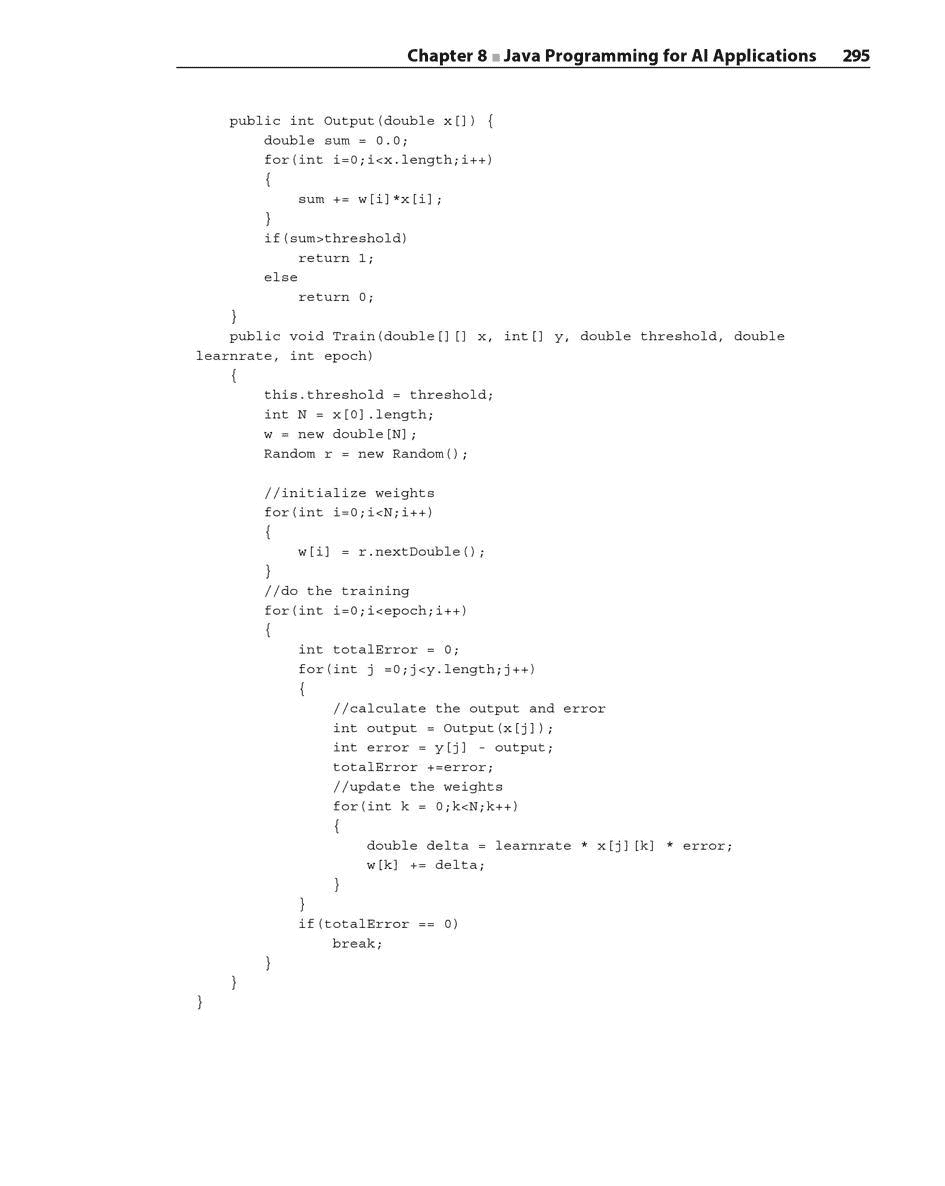 Chapter 8 ■ Java Programming for AI Applications 295
public int Output(double x[]) {
double sum = 0.0;
for(int i=0;i<x.length;i++)
{
sum += w[i]*x[i];
}
if(sum>threshold)
return 1;
else
return 0;
}
public void Train(double[][] x, int[] y, double threshold, double
learnrate, int epoch)
{
this.threshold = threshold;
int N = x[0].length;
w = new double[N];
Random r = new Random();
//initialize weights
for(int i=0;i<N;i++)
{
w[i] = r.nextDouble();
}
//do the training
for(int i=0;i<epoch;i++)
{
int totalError = 0;
for(int j =0;j<y.length;j++)
{
//calculate the output and error
int output = Output(x[j]);
int error = y[j] - output;
totalError +=error;
//update the weights
for(int k = 0;k<N;k++)
{
double delta = learnrate * x[j][k] * error;
w[k] += delta;
}
}
if(totalError == 0)
break;
}
}
}